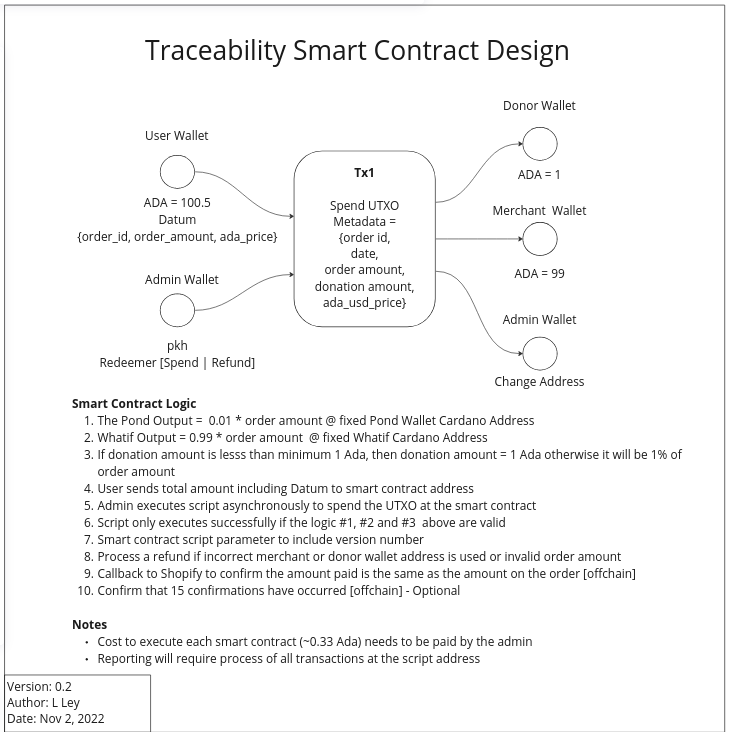 Traceability Smart Contract Design
User Wallet
ADA = 100.5
Datum
{order_id, order_amount, ada_price}
Admin Wallet
pkh
Redeemer [Spend | Refund]
Tx1
Spend UTXO
Metadata =
{order id,
date,
order amount,
donation amount,
ada_usd_price}
Donor Wallet
ADA = 1
Merchant Wallet
ADA = 99
Admin Wallet
Change Address
Smart Contract Logic
1. The Pond Output = 0.01 * order amount @ fixed Pond Wallet Cardano Address
2. Whatif Output = 0.99 * order amount @ fixed Whatif Cardano Address
3. If donation amount is lesss than minimum 1 Ada, then donation amount = 1 Ada otherwise it will be 1% of
order amount
4. User sends total amount including Datum to smart contract address
5. Admin executes script asynchronously to spend the UTXO at the smart contract
6. Script only executes successfully if the logic #1, #2 and #3 above are valid
7. Smart contract script parameter to include version number
8. Process a refund if incorrect merchant or donor wallet address is used or invalid order amount
9. Callback to Shopify to confirm the amount paid is the same as the amount on the order [offchain]
10. Confirm that 15 confirmations have occurred [offchain] - Optional
Notes
• Cost to execute each smart contract (~0.33 Ada) needs to be paid by the admin
• Reporting will require process of all transactions at the script address
Version: 0.2
Author: L Ley
Date: Nov 2, 2022